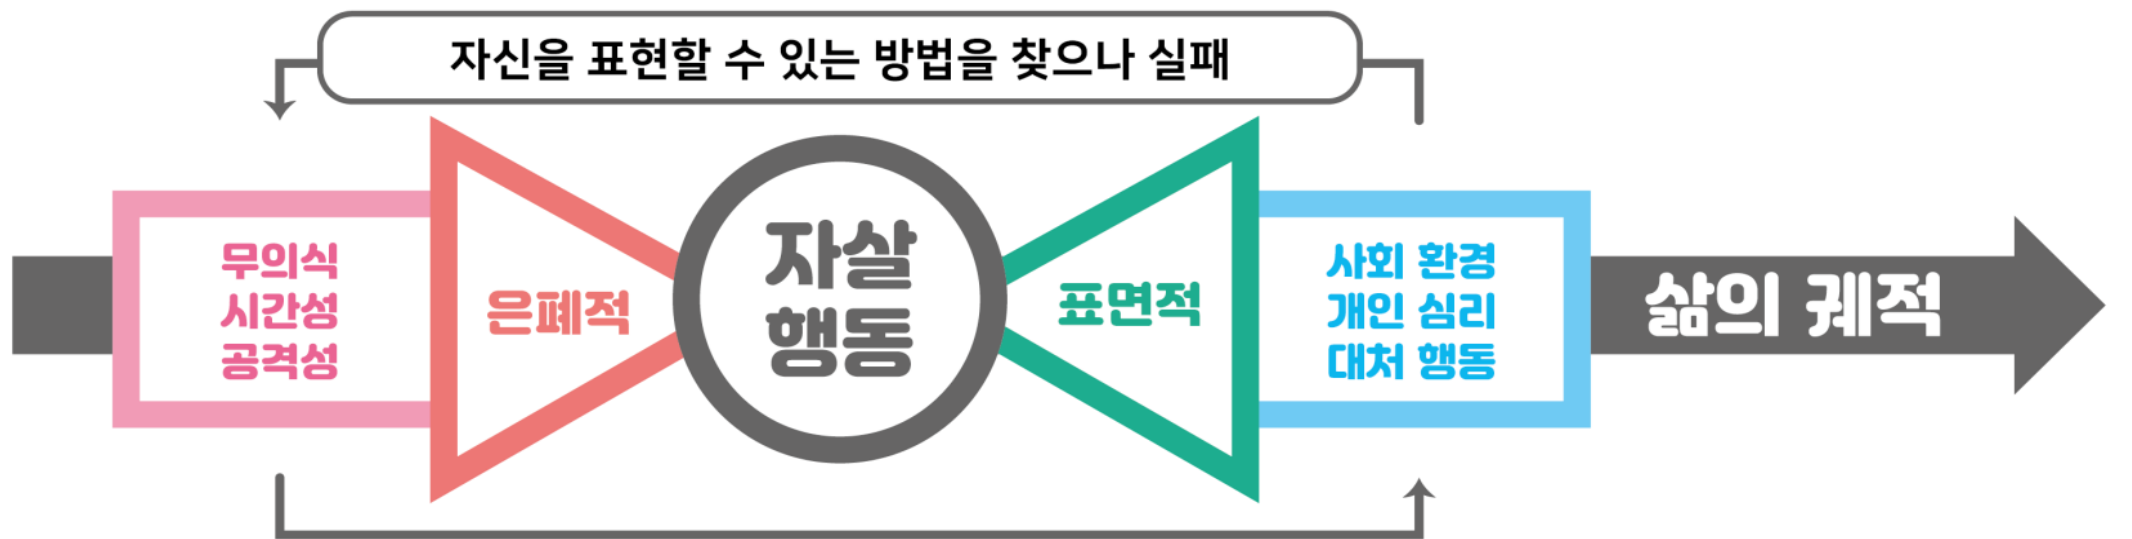 자신을 표현할 수 있는 방법을 찾으나 실패
무의식
시간성
공격성
은폐적
자살
행동
표면적
사회 환경
개인 심리
대처 행동
삶의 궤적